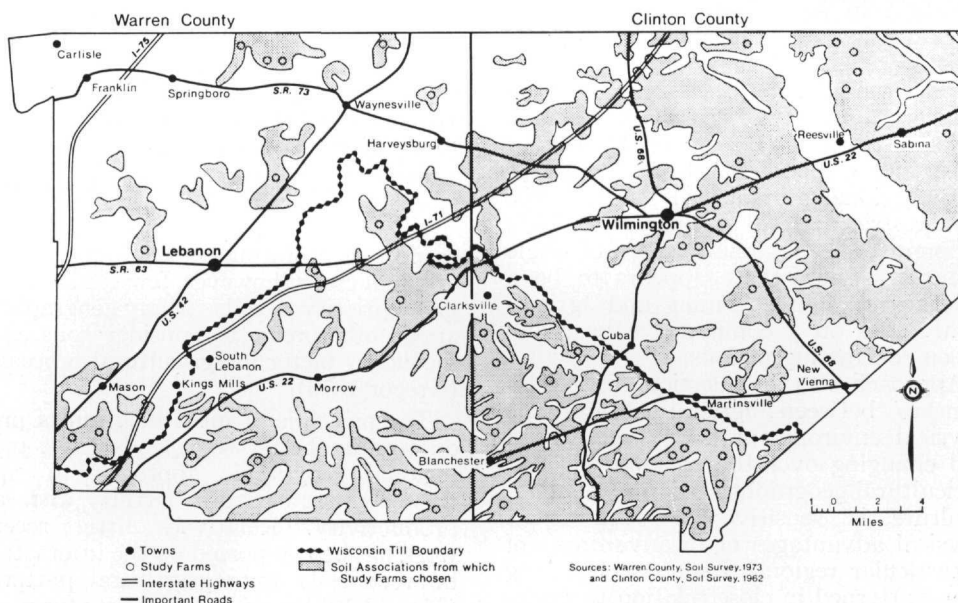 Warren County
Clinton County
Carlisle
I-75
Franklin
Springboro
S.R. 73
Waynesville
Harveysburg
U.S. 68
Reesville
Sabina
U.S. 22
I-71
Wilmington
Lebanon
S.R. 63
U.S. 42
Clarksville
Cuba
U.S. 68
South
Lebanon
Mason
Kings Mills
U.S. 22
Morrow
New
Vienna
Martinsville
Blanchester
N
0
4
Miles
Towns
Study Farms
Interstate Highways
Important Roads
Wisconsin Till Boundary
Soil Associations from which
Study Farms chosen
Sources: Warren County, Soil Survey.1973
and Clinton County, Soil Survey. 1962